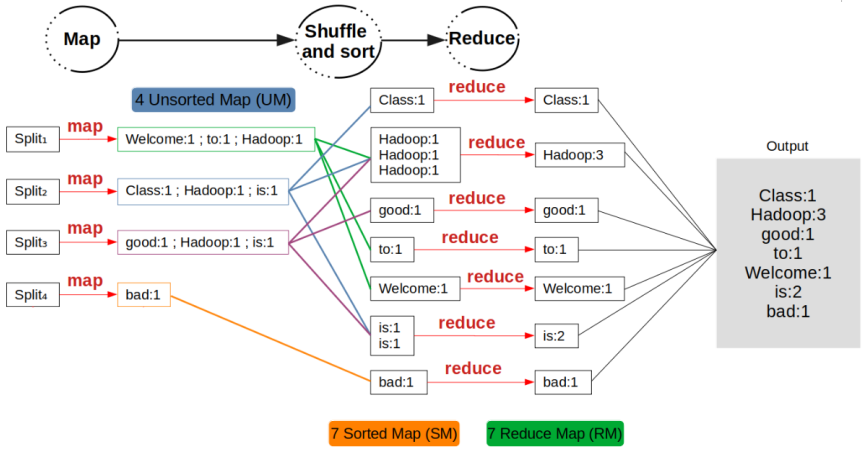 Map
Shuffle
and sort
Reduce
4 Unsorted Map (UM)
Split₁
map
Welcome:1 ; to:1 ; Hadoop:1
Split₂
map
Class:1 ; Hadoop:1 ; is:1
Split₃
map
good:1 ; Hadoop:1 ; is:1
Split₄
map
bad:1
Class:1
reduce
Class:1
Hadoop:1
Hadoop:1
Hadoop:1
reduce
Hadoop:3
good:1
reduce
good:1
to:1
reduce
to:1
Welcome:1
reduce
Welcome:1
is:1
is:1
reduce
is:2
bad:1
reduce
bad:1
Output
Class:1
Hadoop:3
good:1
to:1
Welcome:1
is:2
bad:1
7 Sorted Map (SM)
7 Reduce Map (RM)